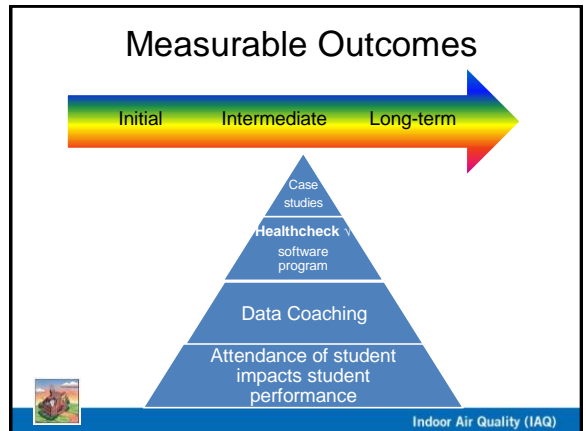 Measurable Outcomes
Initial Intermediate Long-term
Case
studies
Healthcheck √
software
program
Data Coaching
Attendance of student
impacts student
performance
Indoor Air Quality (IAQ)